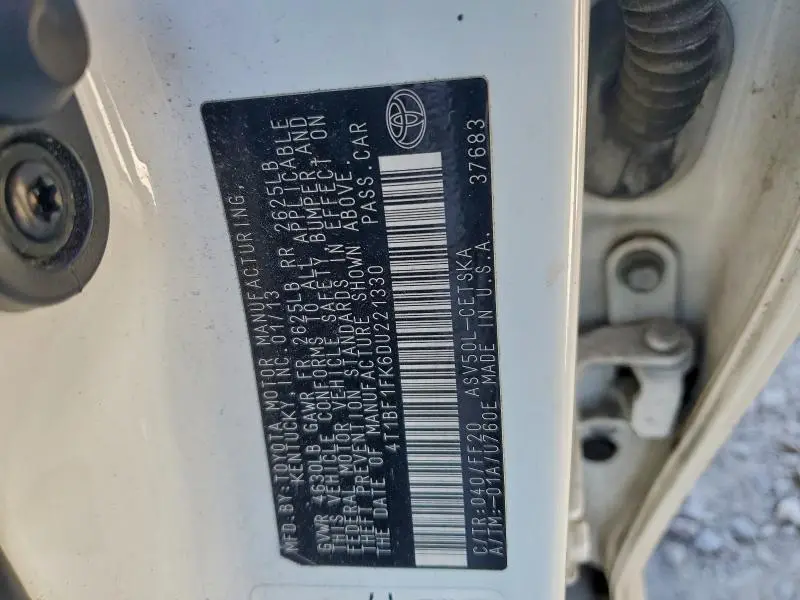 MFD.BY:TOYOTA MOTOR MANUFACTURING,
KENTUCKY, INC. 01/13
GVWR 4630LB GAWR FR 2625LB RR 2625LB
THIS VEHICLE CONFORMS TO ALL APPLICABLE
FEDERAL MOTOR VEHICLE SAFETY, BUMPER, AND
THEFT PREVENTION STANDARDS IN EFFECT ON
THE DATE OF MANUFACTURE SHOWN ABOVE.
4T1BF1FK6DU221330 PASS.CAR
C/TR:040/FF20 ASV50L-CETSKA 37683
A/TM:-01A/U760E MADE IN U.S.A.